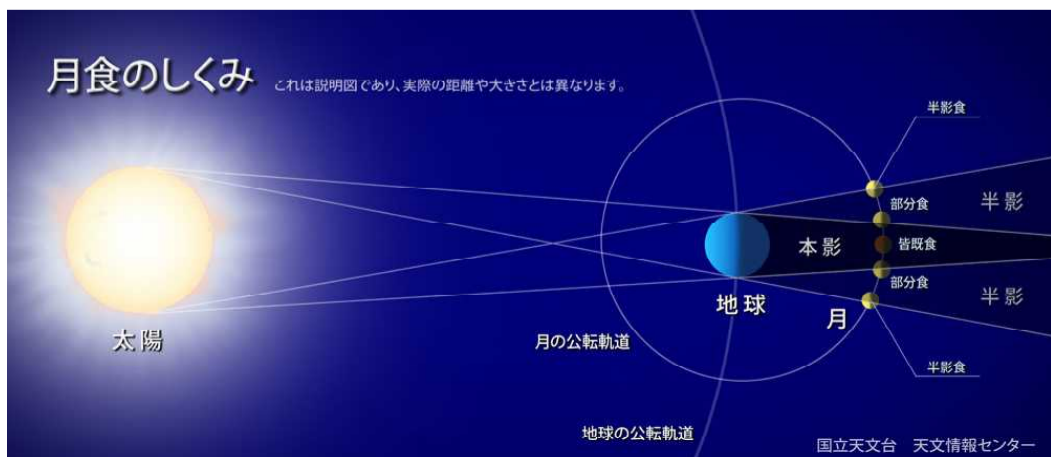 月食のしくみ
これは説明図であり、実際の距離や大きさとは異なります。
半影食
半影
部分食
本影
皆既食
部分食
半影
地球
月
太陽
月の公転軌道
半影食
地球の公転軌道
国立天文台 天文情報センター